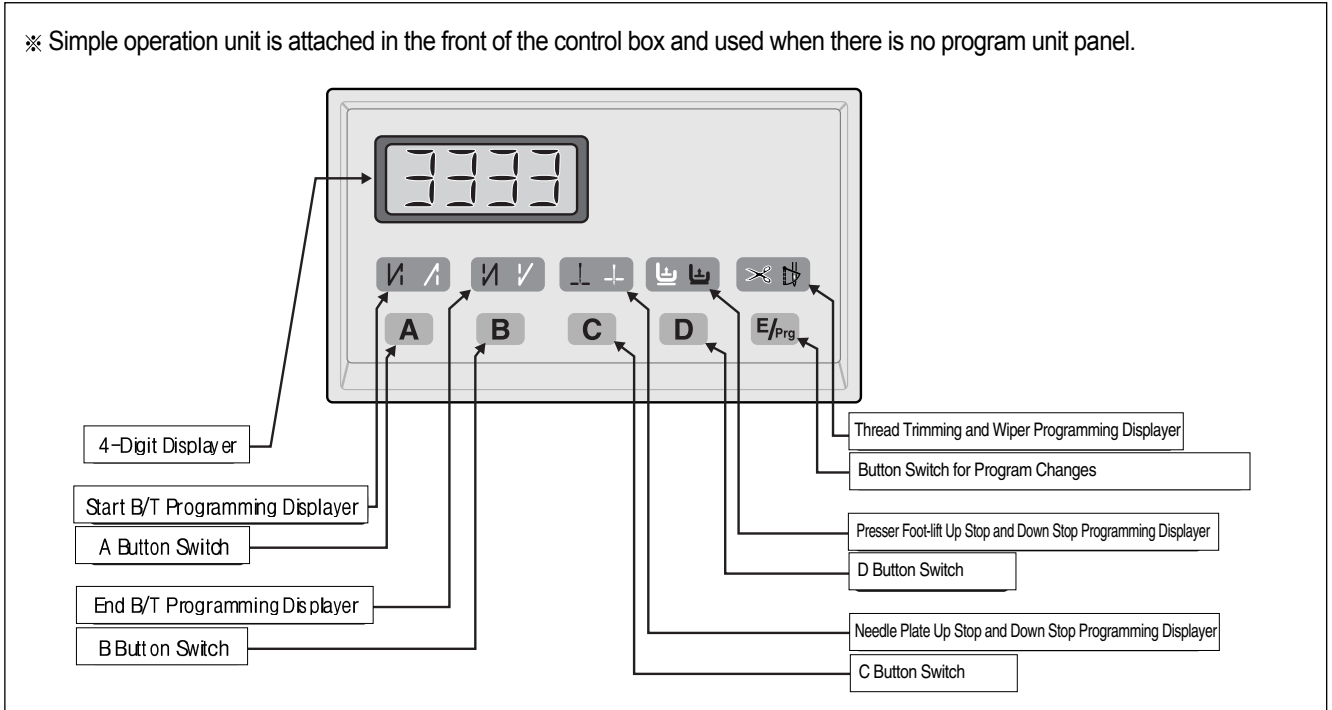 ※ Simple operation unit is attached in the front of the control box and used when there is no program unit panel.
3333
A B C D E/Prg
4-Digit Displayer
Start B/T Programming Displayer
A Button Switch
End B/T Programming Displayer
B Button Switch
Thread Trimming and Wiper Programming Displayer
Button Switch for Program Changes
Presser Foot-lift Up Stop and Down Stop Programming Displayer
D Button Switch
Needle Plate Up Stop and Down Stop Programming Displayer
C Button Switch